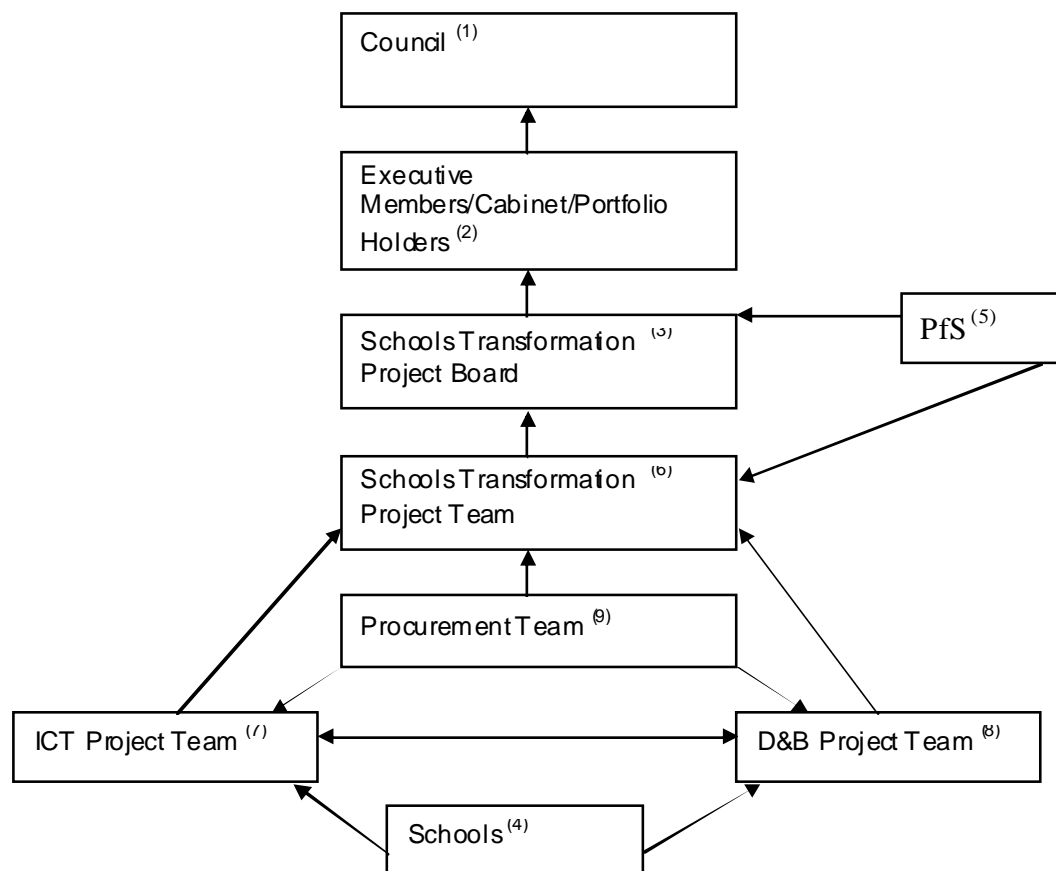 Council (1)
Executive
Members/Cabinet/Portfolio
Holders (2)
Schools Transformation (3)
Project Board
PfS (5)
Schools Transformation (6)
Project Team
Procurement Team (9)
ICT Project Team (7)
D&B Project Team (8)
Schools (4)